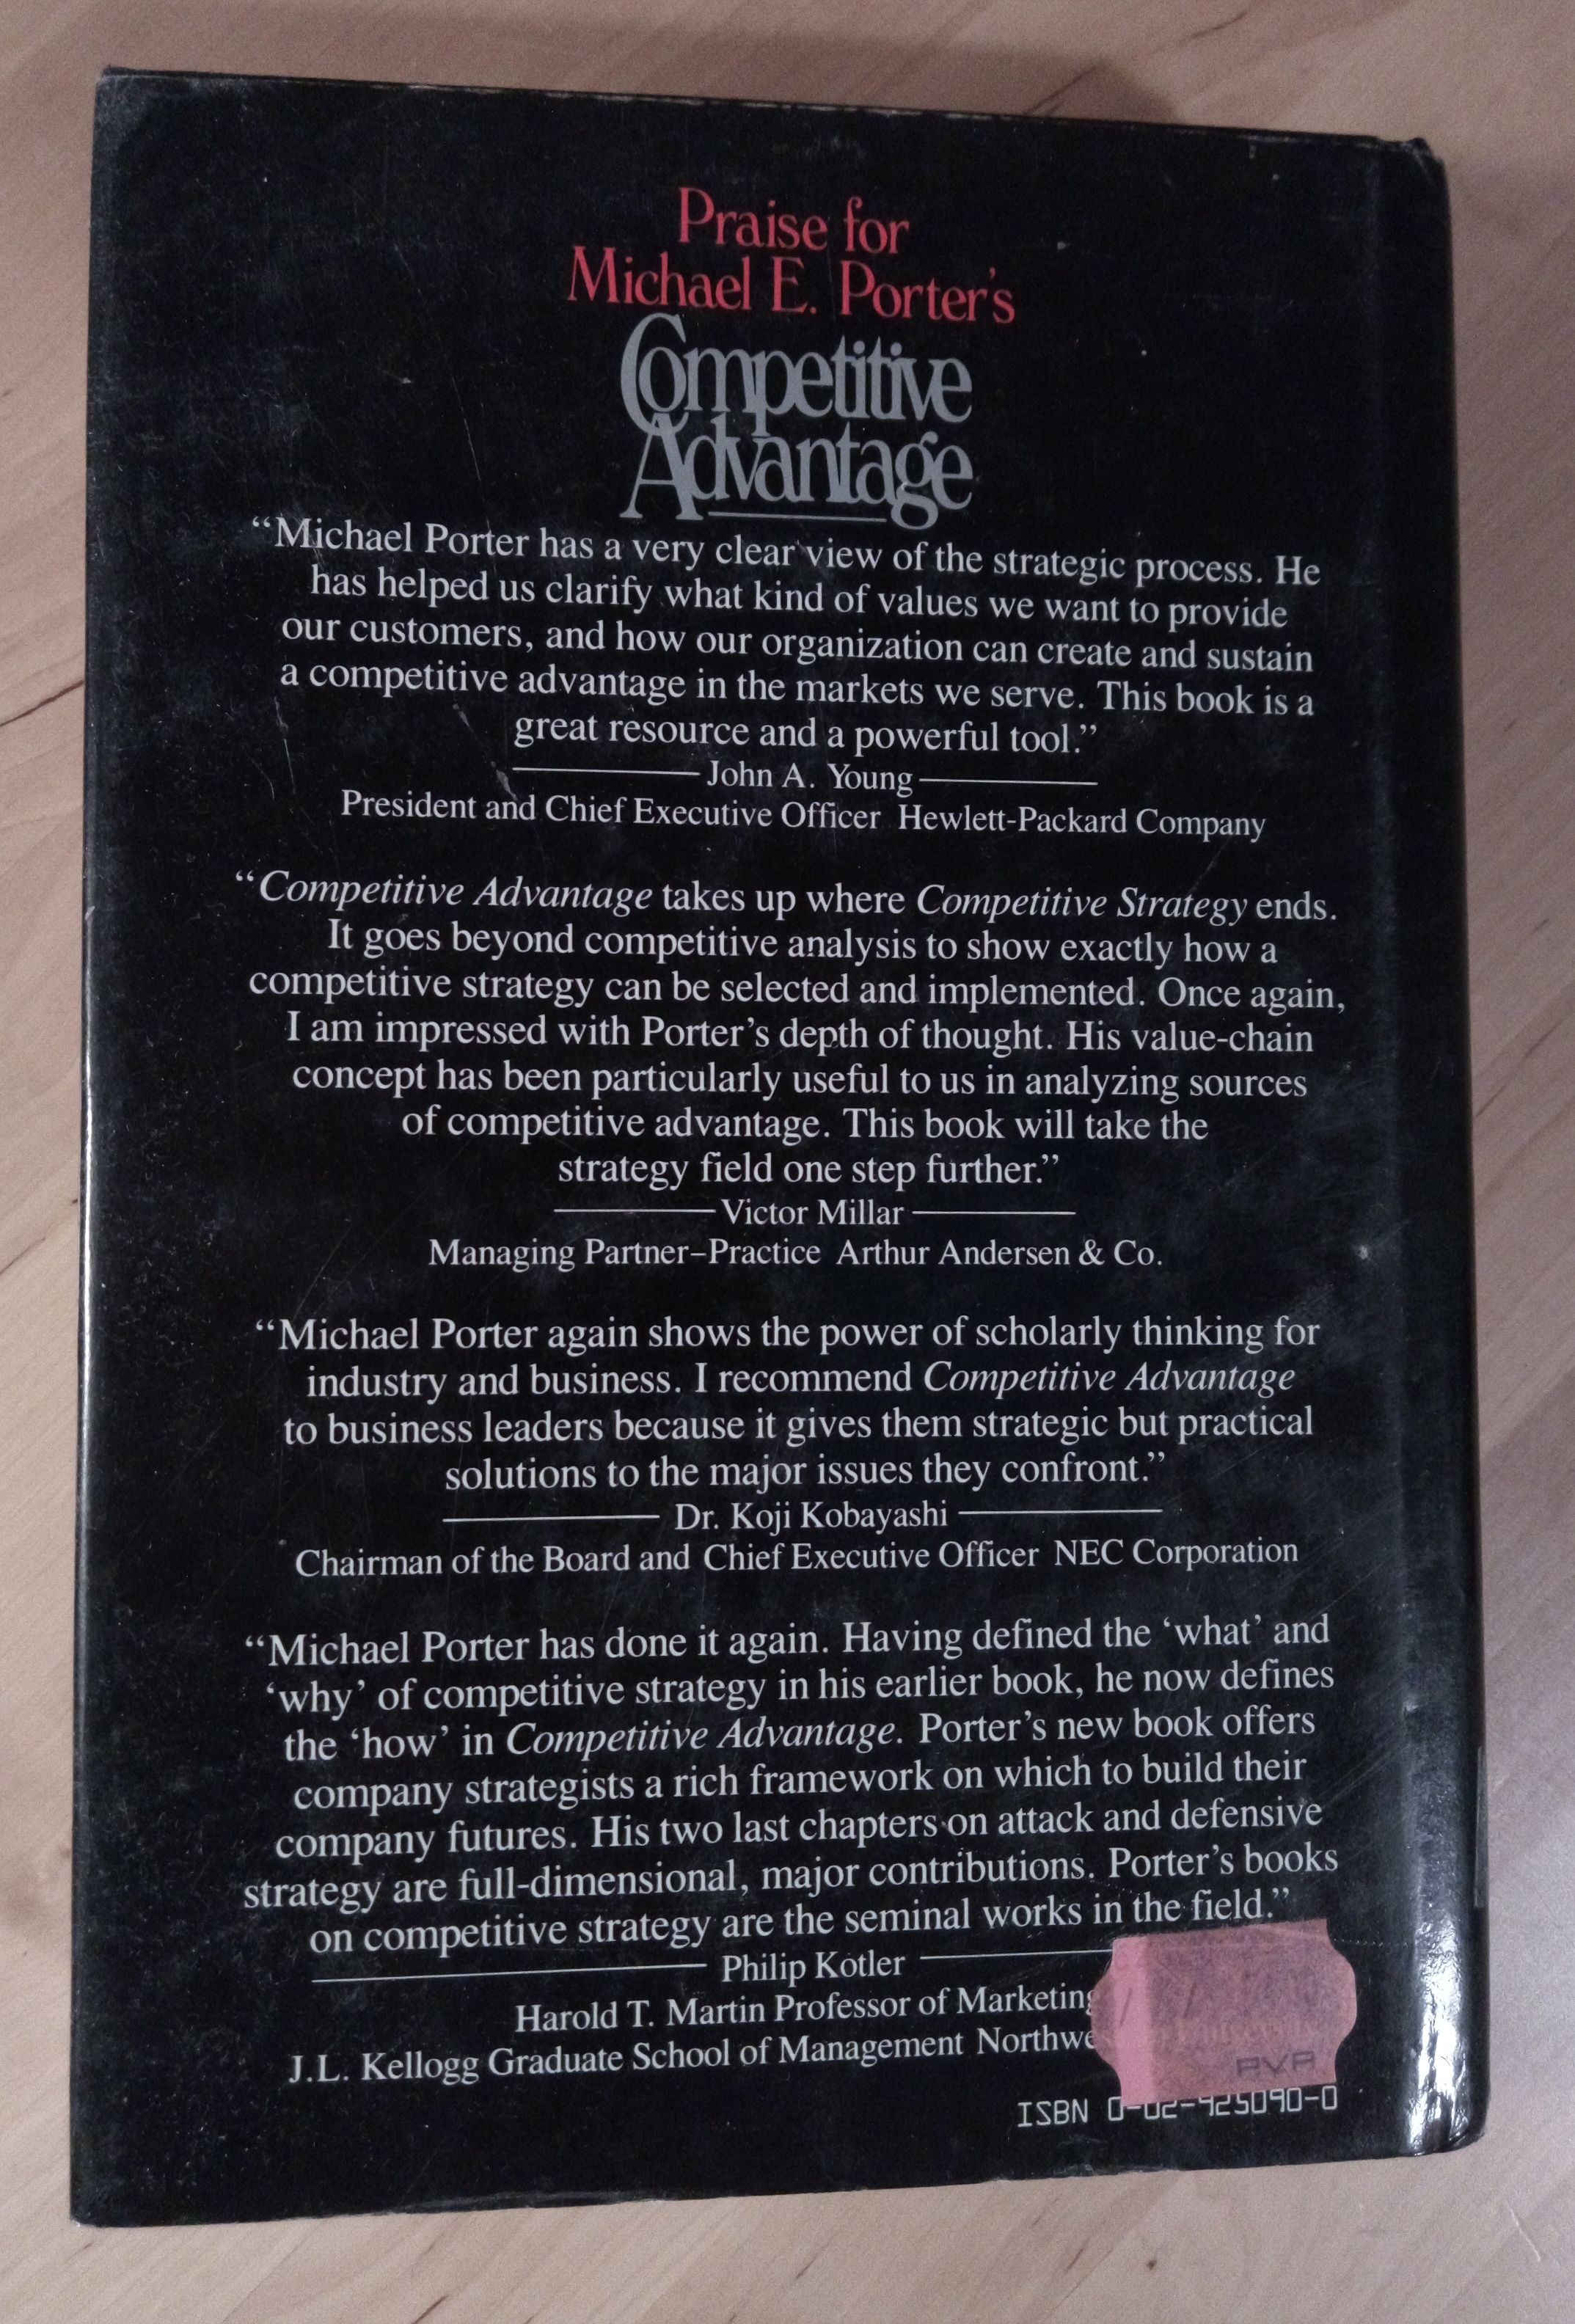 Praise for
Michael E. Porter's
Competitive
Advantage
“Michael Porter has a very clear view of the strategic process. He
has helped us clarify what kind of values we want to provide
our customers, and how our organization can create and sustain
a competitive advantage in the markets we serve. This book is a
great resource and a powerful tool.”
John A. Young
President and Chief Executive Officer Hewlett-Packard Company
“Competitive Advantage takes up where Competitive Strategy ends.
It goes beyond competitive analysis to show exactly how a
competitive strategy can be selected and implemented. Once again,
I am impressed with Porter’s depth of thought. His value-chain
concept has been particularly useful to us in analyzing sources
of competitive advantage. This book will take the
strategy field one step further.”
Victor Millar
Managing Partner–Practice Arthur Andersen & Co.
“Michael Porter again shows the power of scholarly thinking for
industry and business. I recommend Competitive Advantage
to business leaders because it gives them strategic but practical
solutions to the major issues they confront.”
Dr. Koji Kobayashi
Chairman of the Board and Chief Executive Officer NEC Corporation
“Michael Porter has done it again. Having defined the ‘what’ and
‘why’ of competitive strategy in his earlier book, he now defines
the ‘how’ in Competitive Advantage. Porter’s new book offers
company strategists a rich framework on which to build their
company futures. His two last chapters on attack and defensive
strategy are full-dimensional, major contributions. Porter’s books
on competitive strategy are the seminal works in the field.”
Philip Kotler
Harold T. Martin Professor of Marketing
J.L. Kellogg Graduate School of Management Northwe
PVP
ISBN 0-02-925090-0